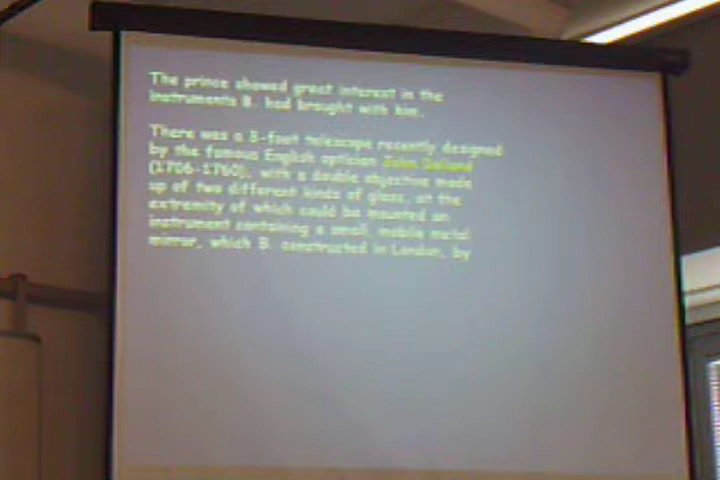 The prince showed great interest in the
instruments B. had brought with him.
There was a 3-foot telescope recently designed
by the famous English optician John Dolland
(1706-1760), with a double objective made
up of two different kinds of glass, at the
extremity of which could be mounted an
instrument containing a small, mobile metal
mirror, which B. constructed in London, by